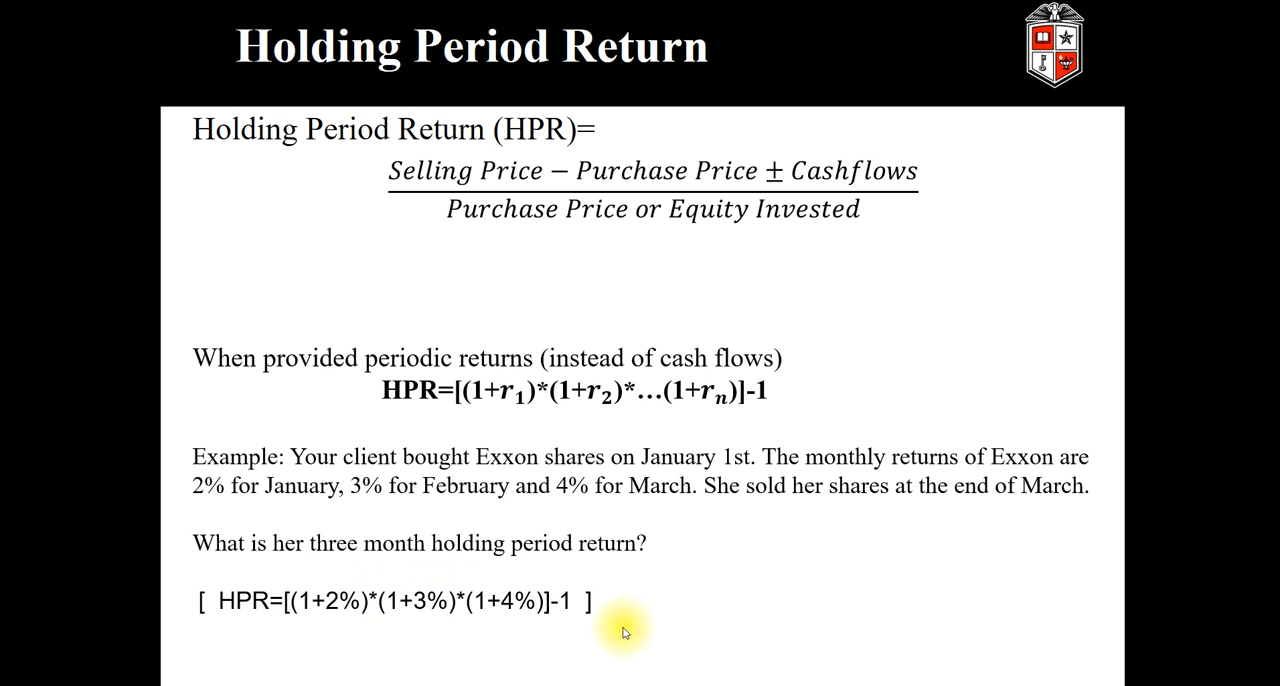 Holding Period Return
Holding Period Return (HPR)=
Selling Price − Purchase Price ± Cashflows
Purchase Price or Equity Invested
When provided periodic returns (instead of cash flows)
HPR=[(1+r₁)*(1+r₂)*…(1+rₙ)]-1
Example: Your client bought Exxon shares on January 1st. The monthly returns of Exxon are
2% for January, 3% for February and 4% for March. She sold her shares at the end of March.
What is her three month holding period return?
[ HPR=[(1+2%)*(1+3%)*(1+4%)]-1 ]